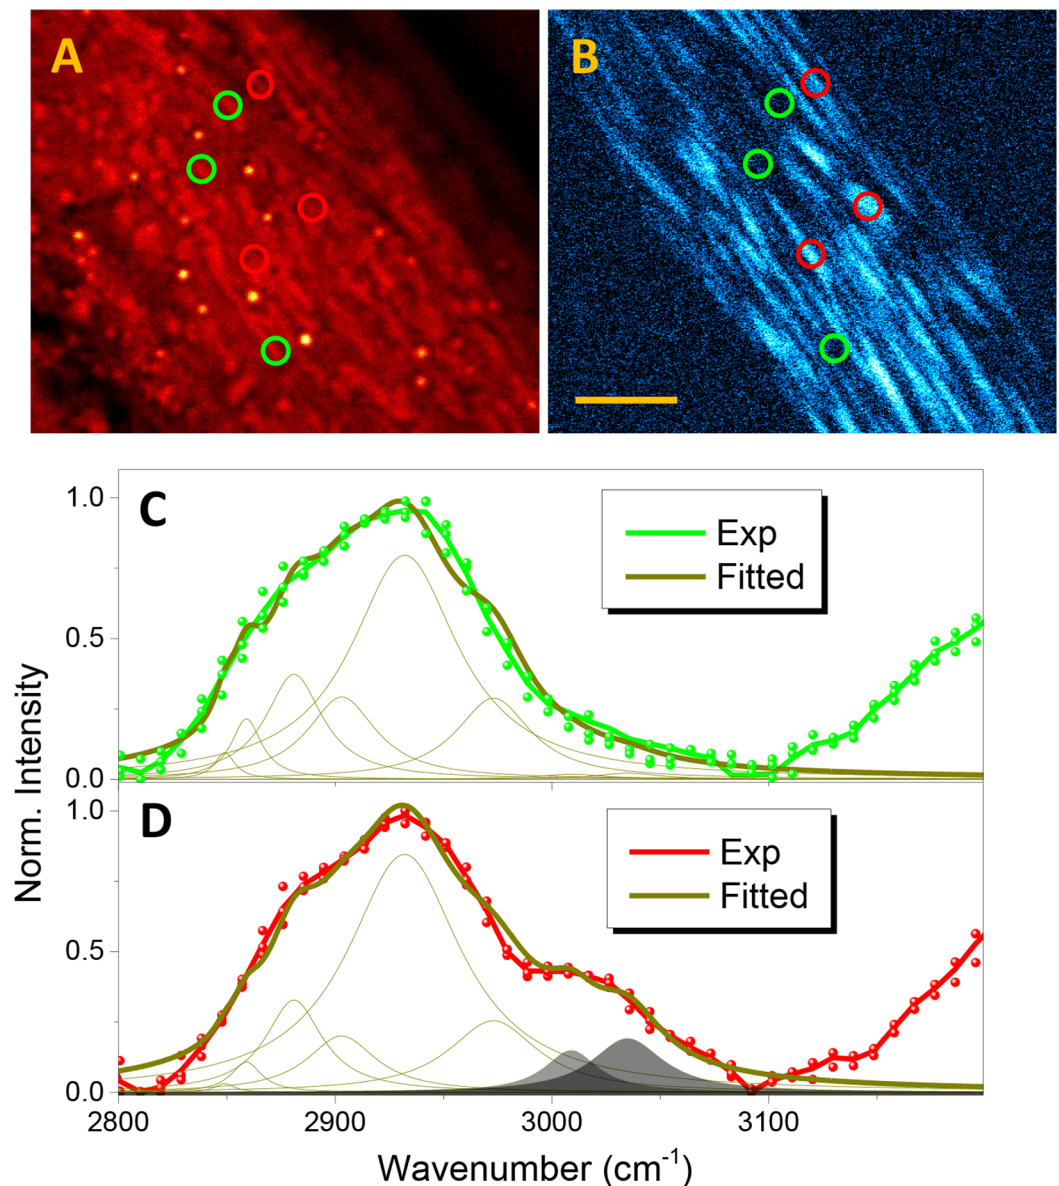 A
B
C
1.0
0.5
0.0
Exp
Fitted
D
1.0
0.5
0.0
Exp
Fitted
Norm. Intensity
2800
2900
3000
3100
Wavenumber (cm⁻¹)